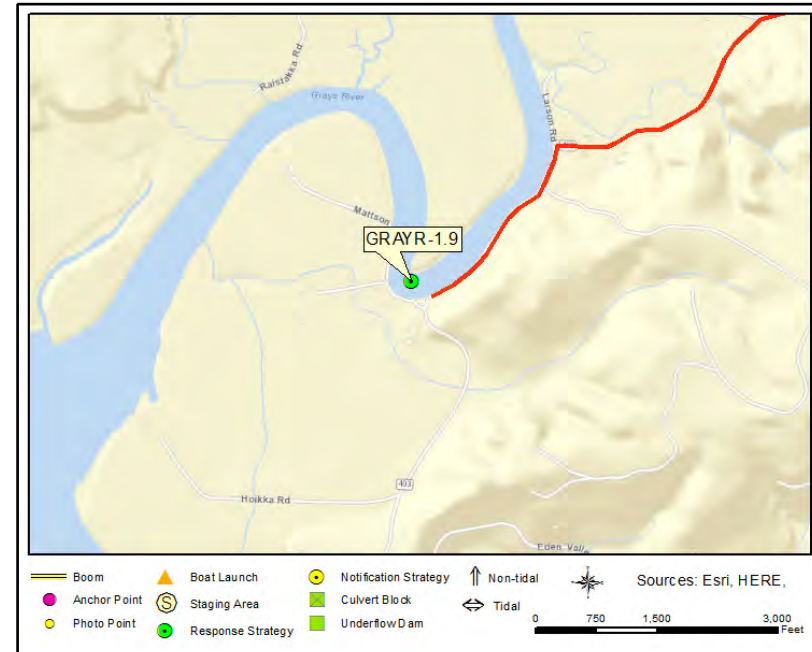 Raistakka Rd
Grays River
Larson Rd
Mattson
GRAYR-1.9
403
Hoikka Rd
Eden Valle
Boom
Boat Launch
Notification Strategy
Non-tidal
Sources: Esri, HERE,
Anchor Point
S
Staging Area
Culvert Block
Tidal
Photo Point
Response Strategy
Underflow Dam
0 750 1,500 3,000
Feet